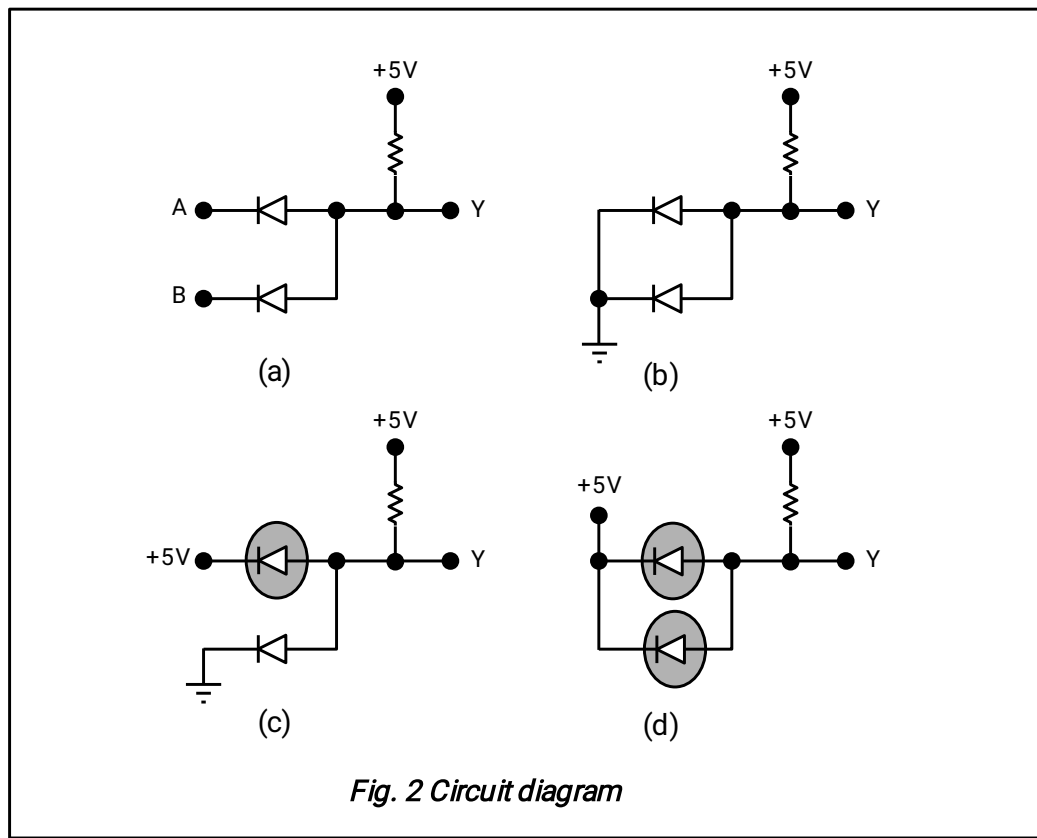 +5V
+5V
A
Y
Y
B
(a)
(b)
+5V
+5V
+5V
+5V
Y
Y
(c)
(d)
Fig. 2 Circuit diagram